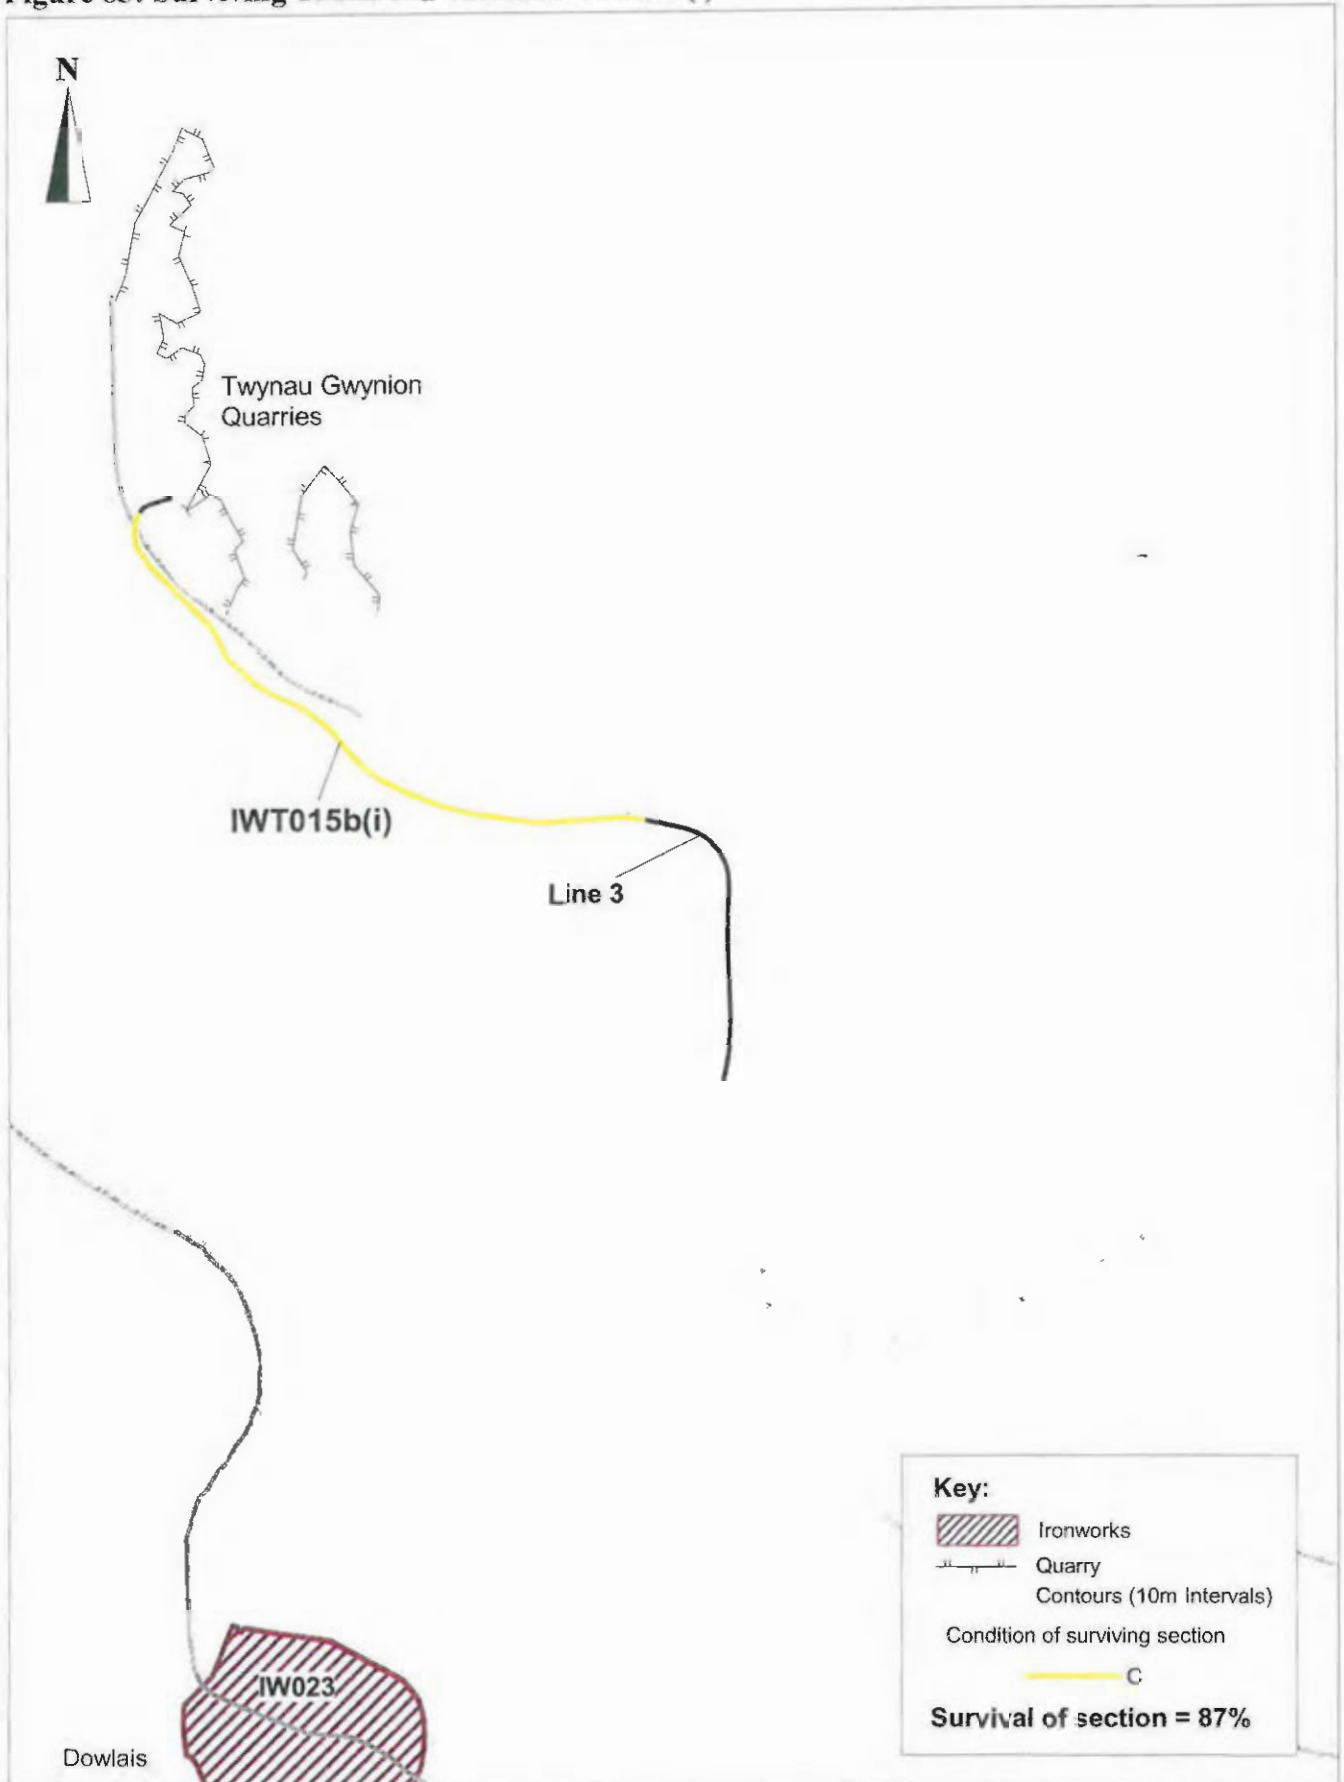 N
Twynau Gwynion
Quarries
IWT015b(i)
Line 3
IW023
Dowlais
Key:
Ironworks
Quarry
Contours (10m Intervals)
Condition of surviving section
C
Survival of section = 87%